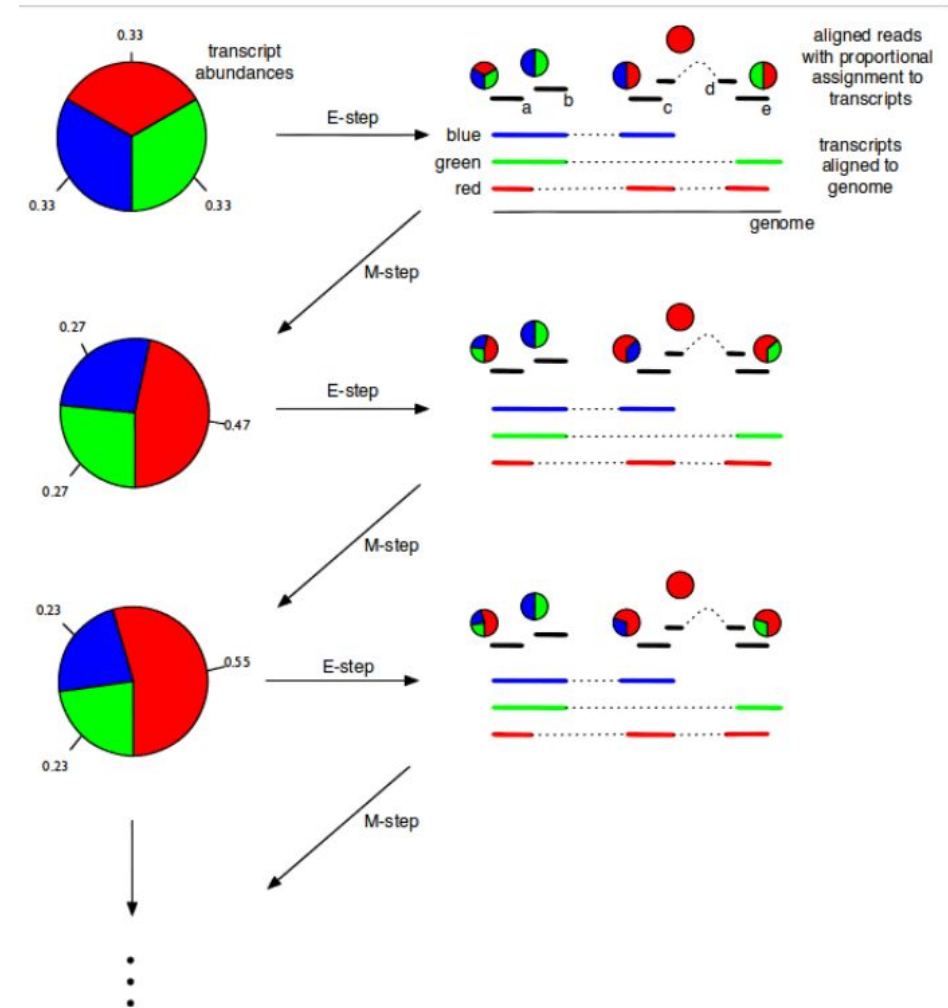 0.33
transcript
abundances
0.33
0.33
E-step
a
b
c
d
e
aligned reads
with proportional
assignment to
transcripts
blue
green
red
transcripts
aligned to
genome
genome
M-step
0.27
0.47
0.27
E-step
M-step
0.23
0.55
0.23
E-step
M-step